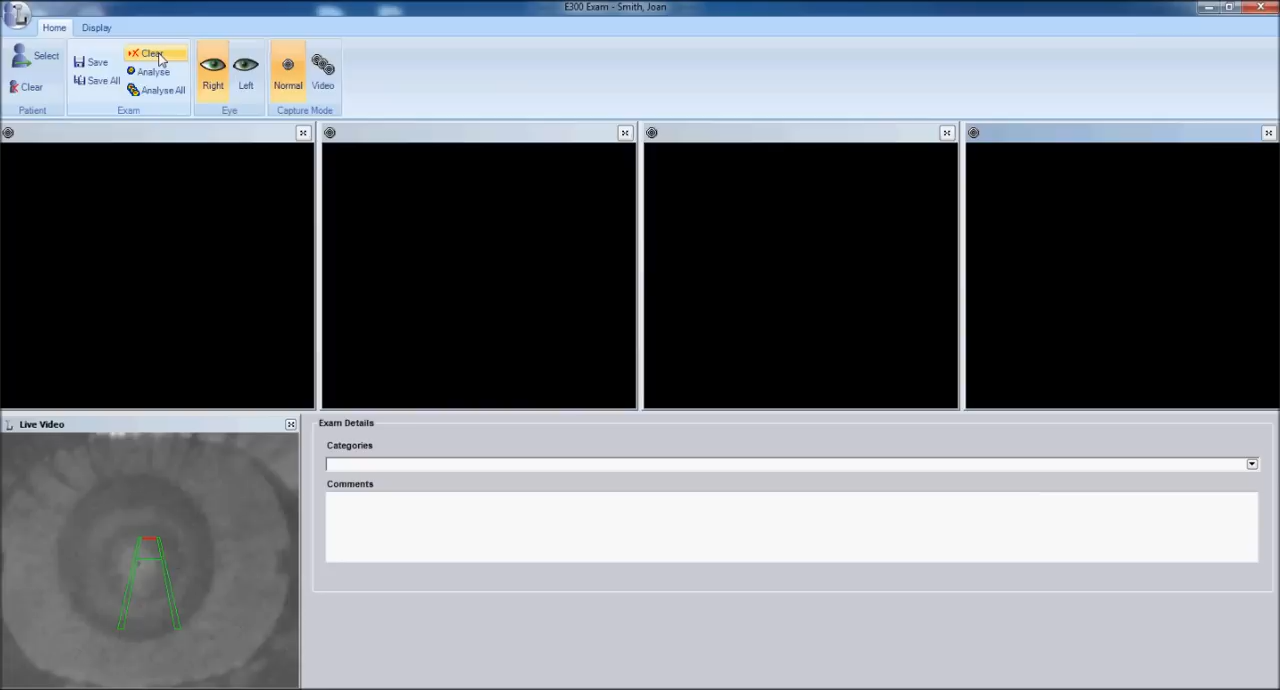 E300 Exam - Smith, Joan
Home Display
Select
Clear
Patient
Save
Save All
Clear
Analyse
Analyse All
Exam
Right Left
Eye
Normal Video
Capture Mode
Live Video
Exam Details
Categories
Comments